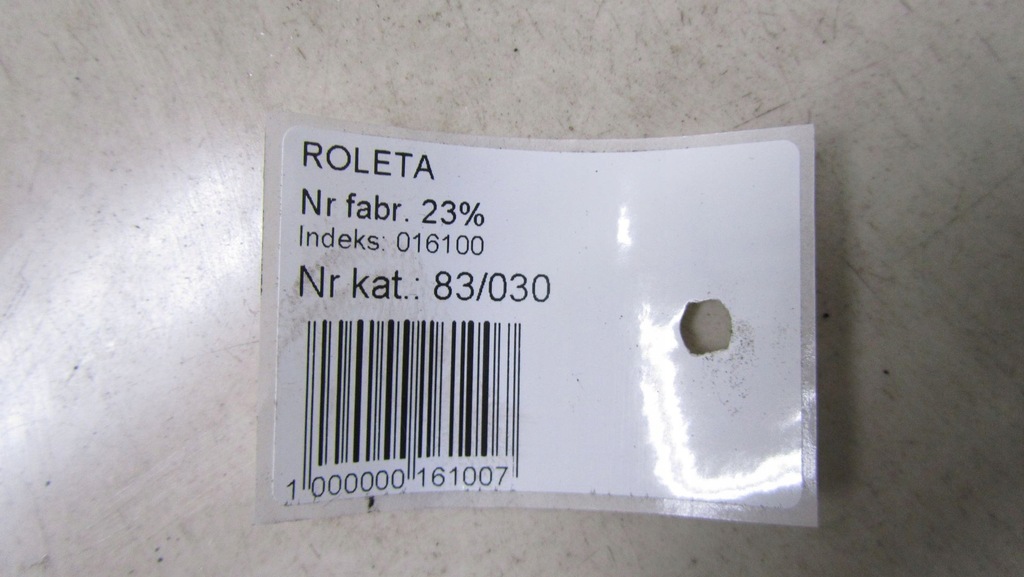 ROLETA
Nr fabr. 23%
Indeks: 016100
Nr kat.: 83/030
1 000000 161007